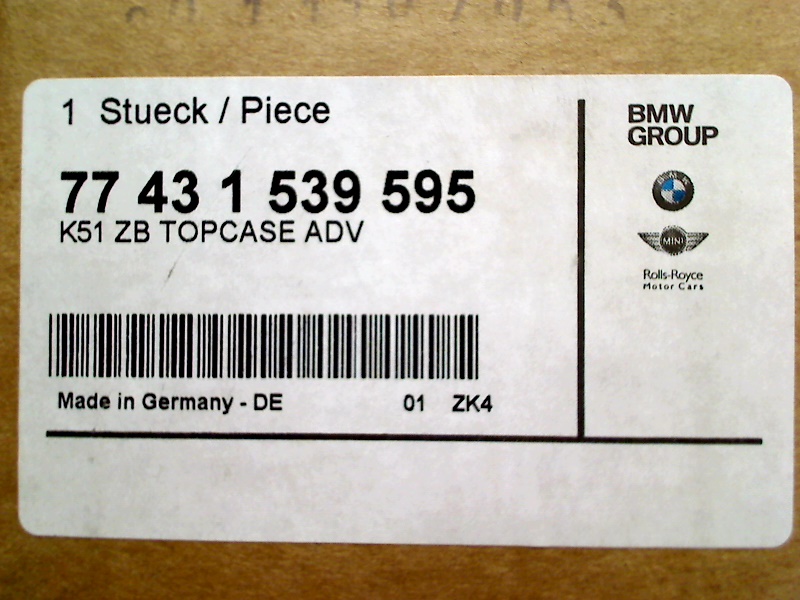 1 Stueck / Piece
77 43 1 539 595
K51 ZB TOPCASE ADV
Made in Germany - DE 01 ZK4
BMW
GROUP
BMW
MINI
Rolls-Royce
Motor Cars